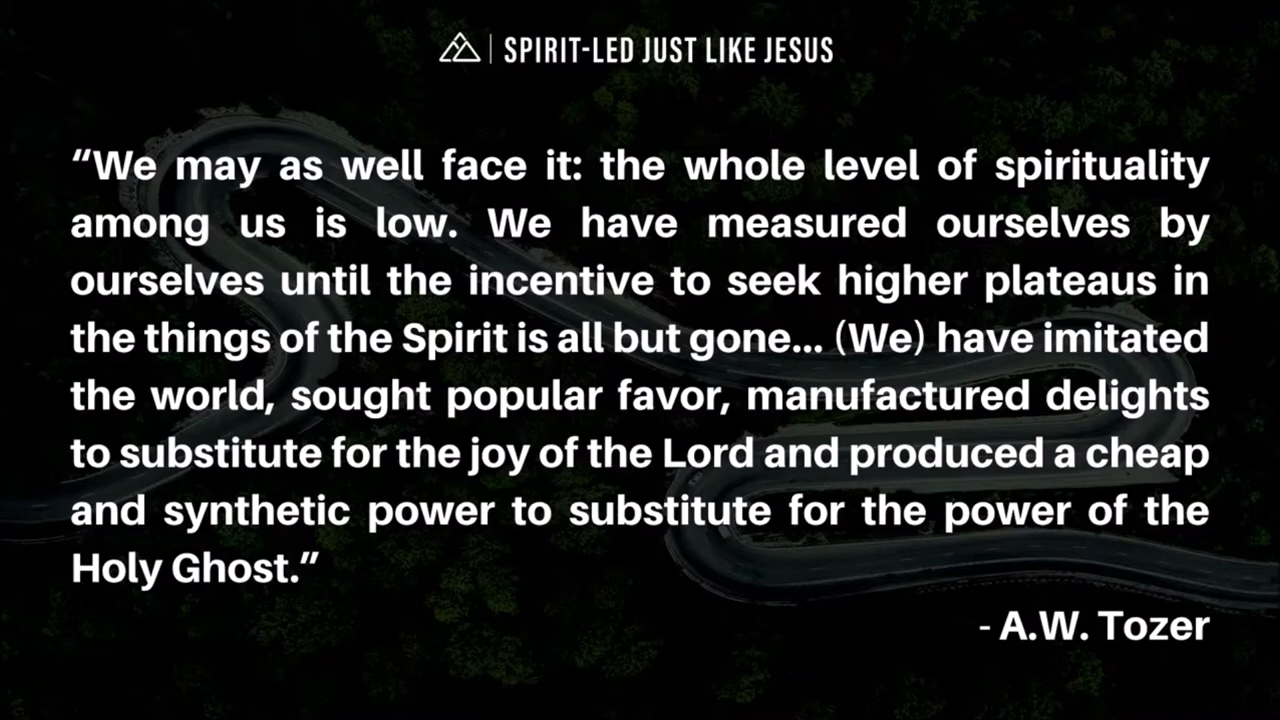 SPIRIT-LED JUST LIKE JESUS
“We may as well face it: the whole level of spirituality
among us is low. We have measured ourselves by
ourselves until the incentive to seek higher plateaus in
the things of the Spirit is all but gone... (We) have imitated
the world, sought popular favor, manufactured delights
to substitute for the joy of the Lord and produced a cheap
and synthetic power to substitute for the power of the
Holy Ghost.”
- A.W. Tozer